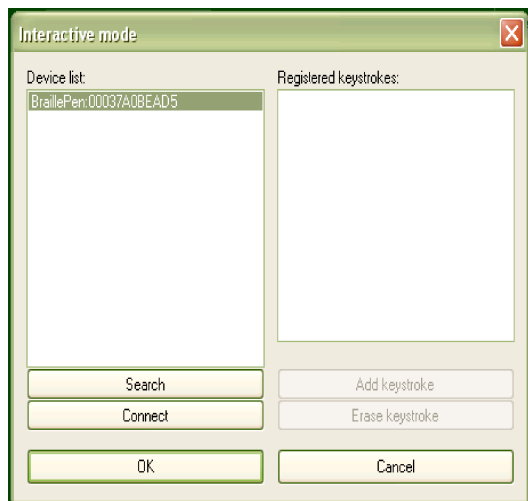 Interactive mode
Device list:
Registered keystrokes:
BraillePen:00037A0BEAD5
Search
Add keystroke
Connect
Erase keystroke
OK
Cancel